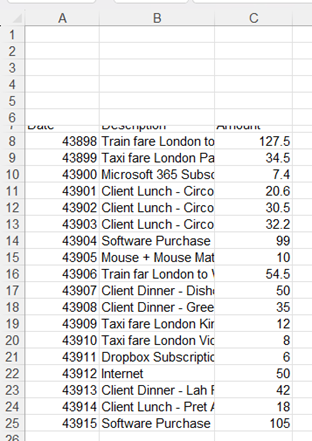 A B C
1
2
3
4
5
6
7 Date Description Amount
8 43898 Train fare London to 127.5
9 43899 Taxi fare London Pa 34.5
10 43900 Microsoft 365 Subsc 7.4
11 43901 Client Lunch - Circo 20.6
12 43902 Client Lunch - Circo 30.5
13 43903 Client Lunch - Circo 32.2
14 43904 Software Purchase 99
15 43905 Mouse + Mouse Mat 10
16 43906 Train far London to 54.5
17 43907 Client Dinner - Disho 50
18 43908 Client Dinner - Gree 35
19 43909 Taxi fare London Kin 12
20 43910 Taxi fare London Vic 8
21 43911 Dropbox Subscriptio 6
22 43912 Internet 50
23 43913 Client Dinner - Lah 42
24 43914 Client Lunch - Pret A 18
25 43915 Software Purchase 105
26